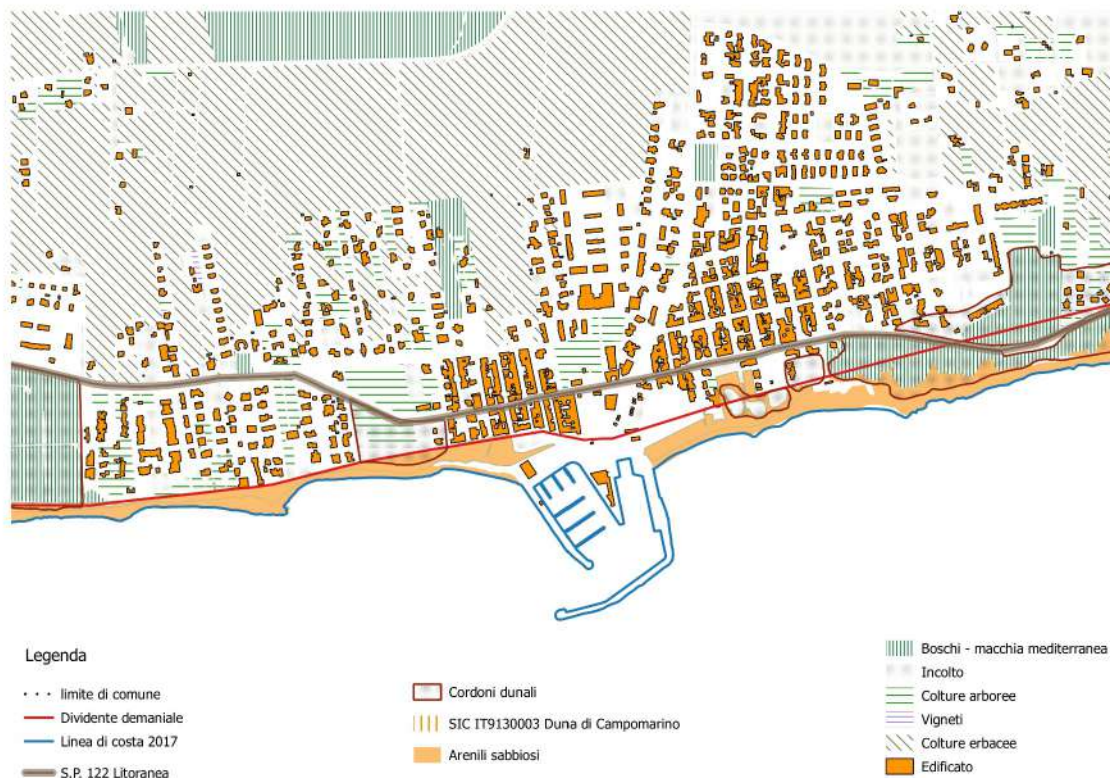 Legenda
limite di comune
Dividente demaniale
Linea di costa 2017
S.P. 122 Litoranea
Cordoni dunali
SIC IT9130003 Duna di Campomarino
Arenili sabbiosi
Boschi - macchia mediterranea
Incolto
Colture arboree
Vigneti
Colture erbacee
Edificato